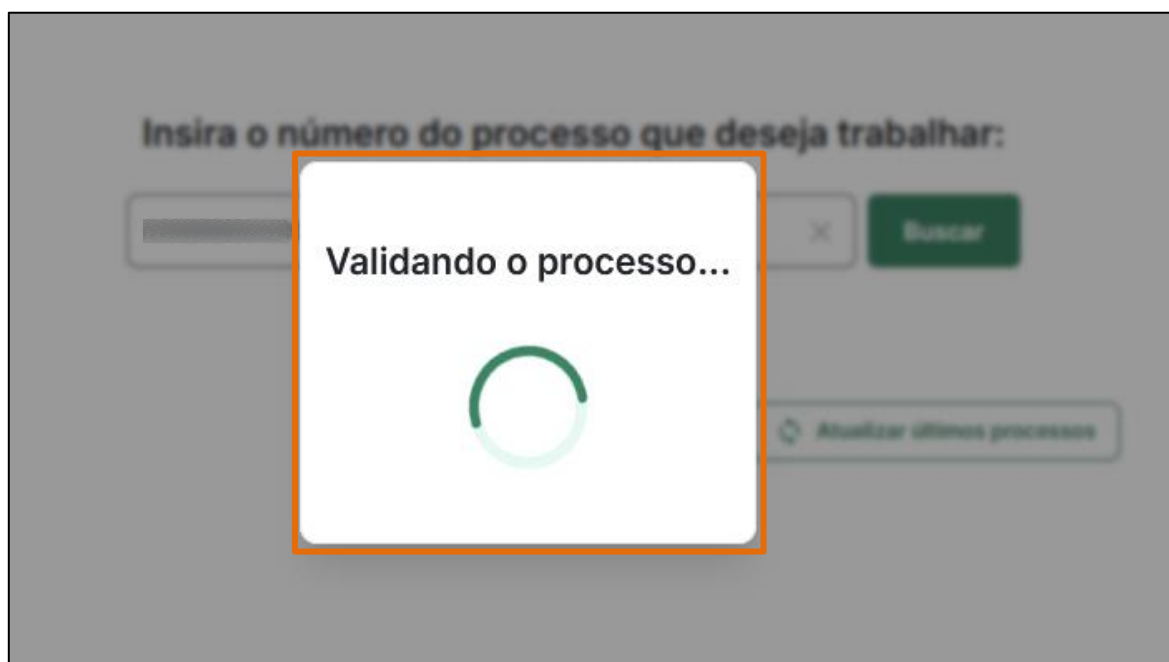 Insira o número do processo que deseja trabalhar:
Buscar
Validando o processo...
Atualizar últimos processos